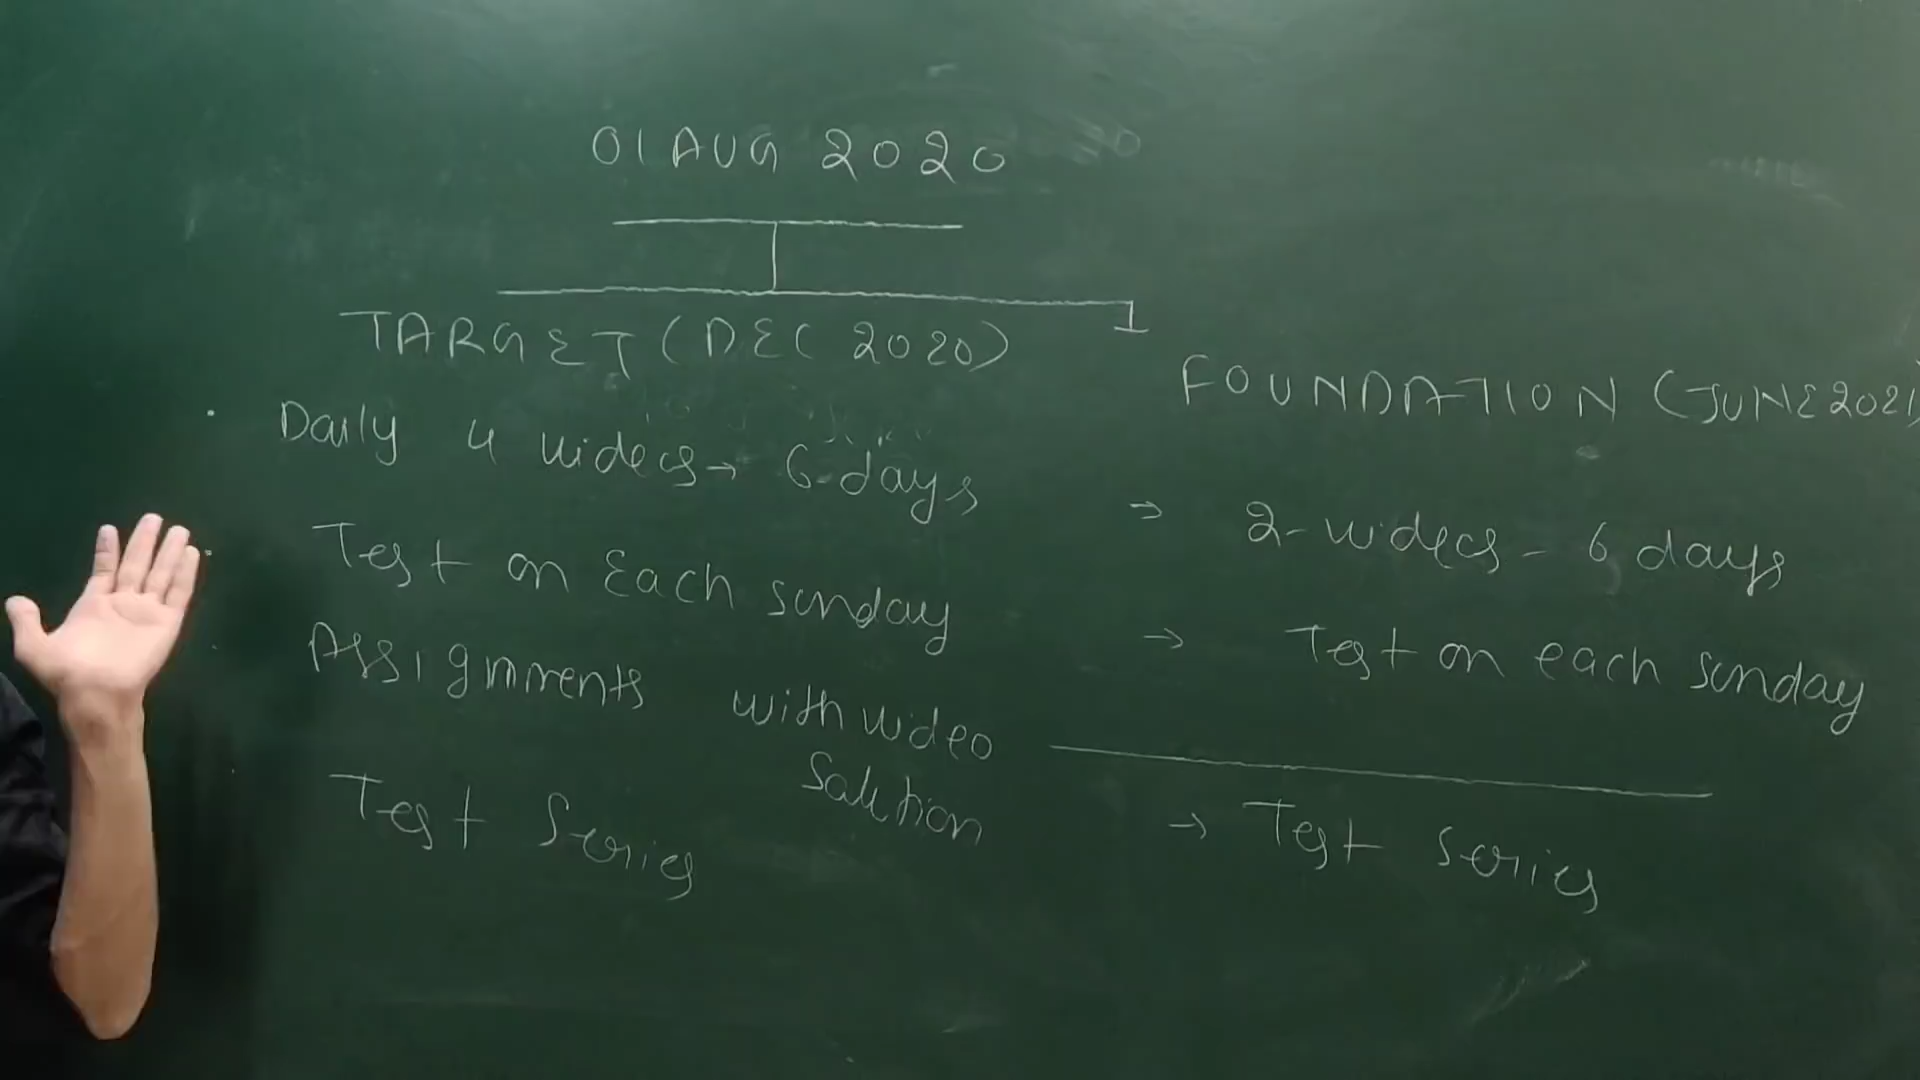 01 AUG 2020
TARGET (DEC 2020)
Daily 4 videos → 6-days
Test on Each sunday
Assignments with video
Solution
Test Series
FOUNDATION (JUNE 2021)
→ 2-videos - 6 days
→ Test on each sunday
→ Test Series